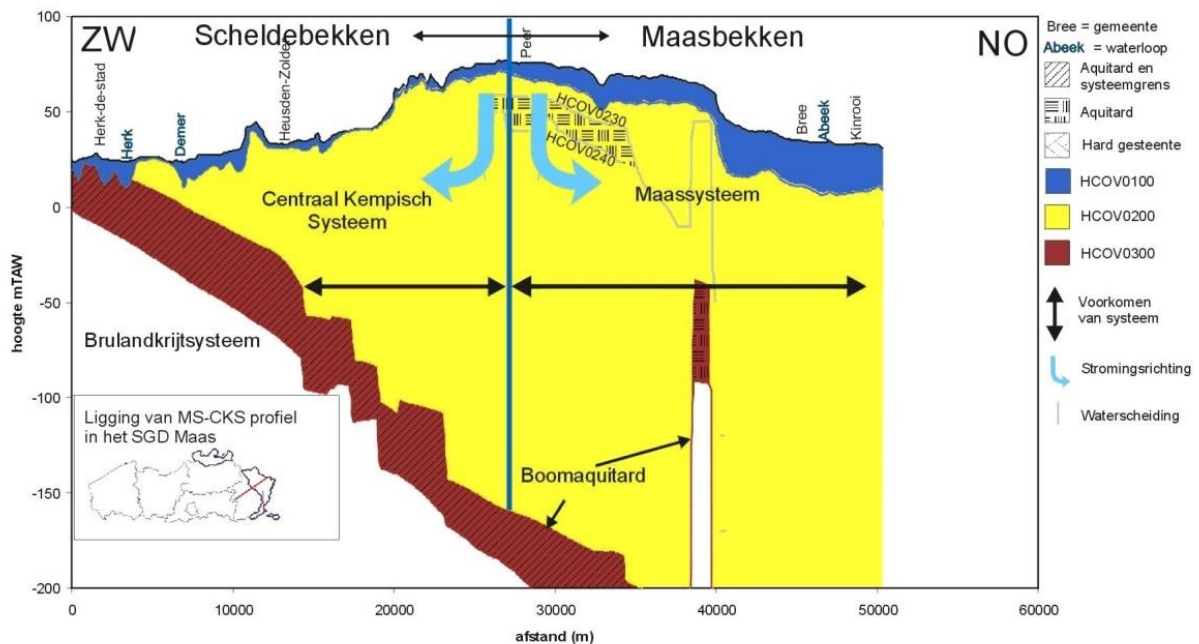 ZW
Scheldebekken
Maasbekken
NO
Herk-de-stad
Herk
Demer
Heusden-Zolder
Peer
Bree
Abeek
Kinrooi
HCOV0230
HCOV0240
Centraal Kempisch
Systeem
Maassysteem
Brulandkrijtsysteem
Boomaquitard
Ligging van MS-CKS profiel
in het SGD Maas
hoogte mTAW
100
50
0
-50
-100
-150
-200
0
10000
20000
30000
40000
50000
60000
afstand (m)
Bree = gemeente
Abeek = waterloop
Aquitard en
systeemgrens
Aquitard
Hard gesteente
HCOV0100
HCOV0200
HCOV0300
Voorkomen
van systeem
Stromingsrichting
Waterscheiding